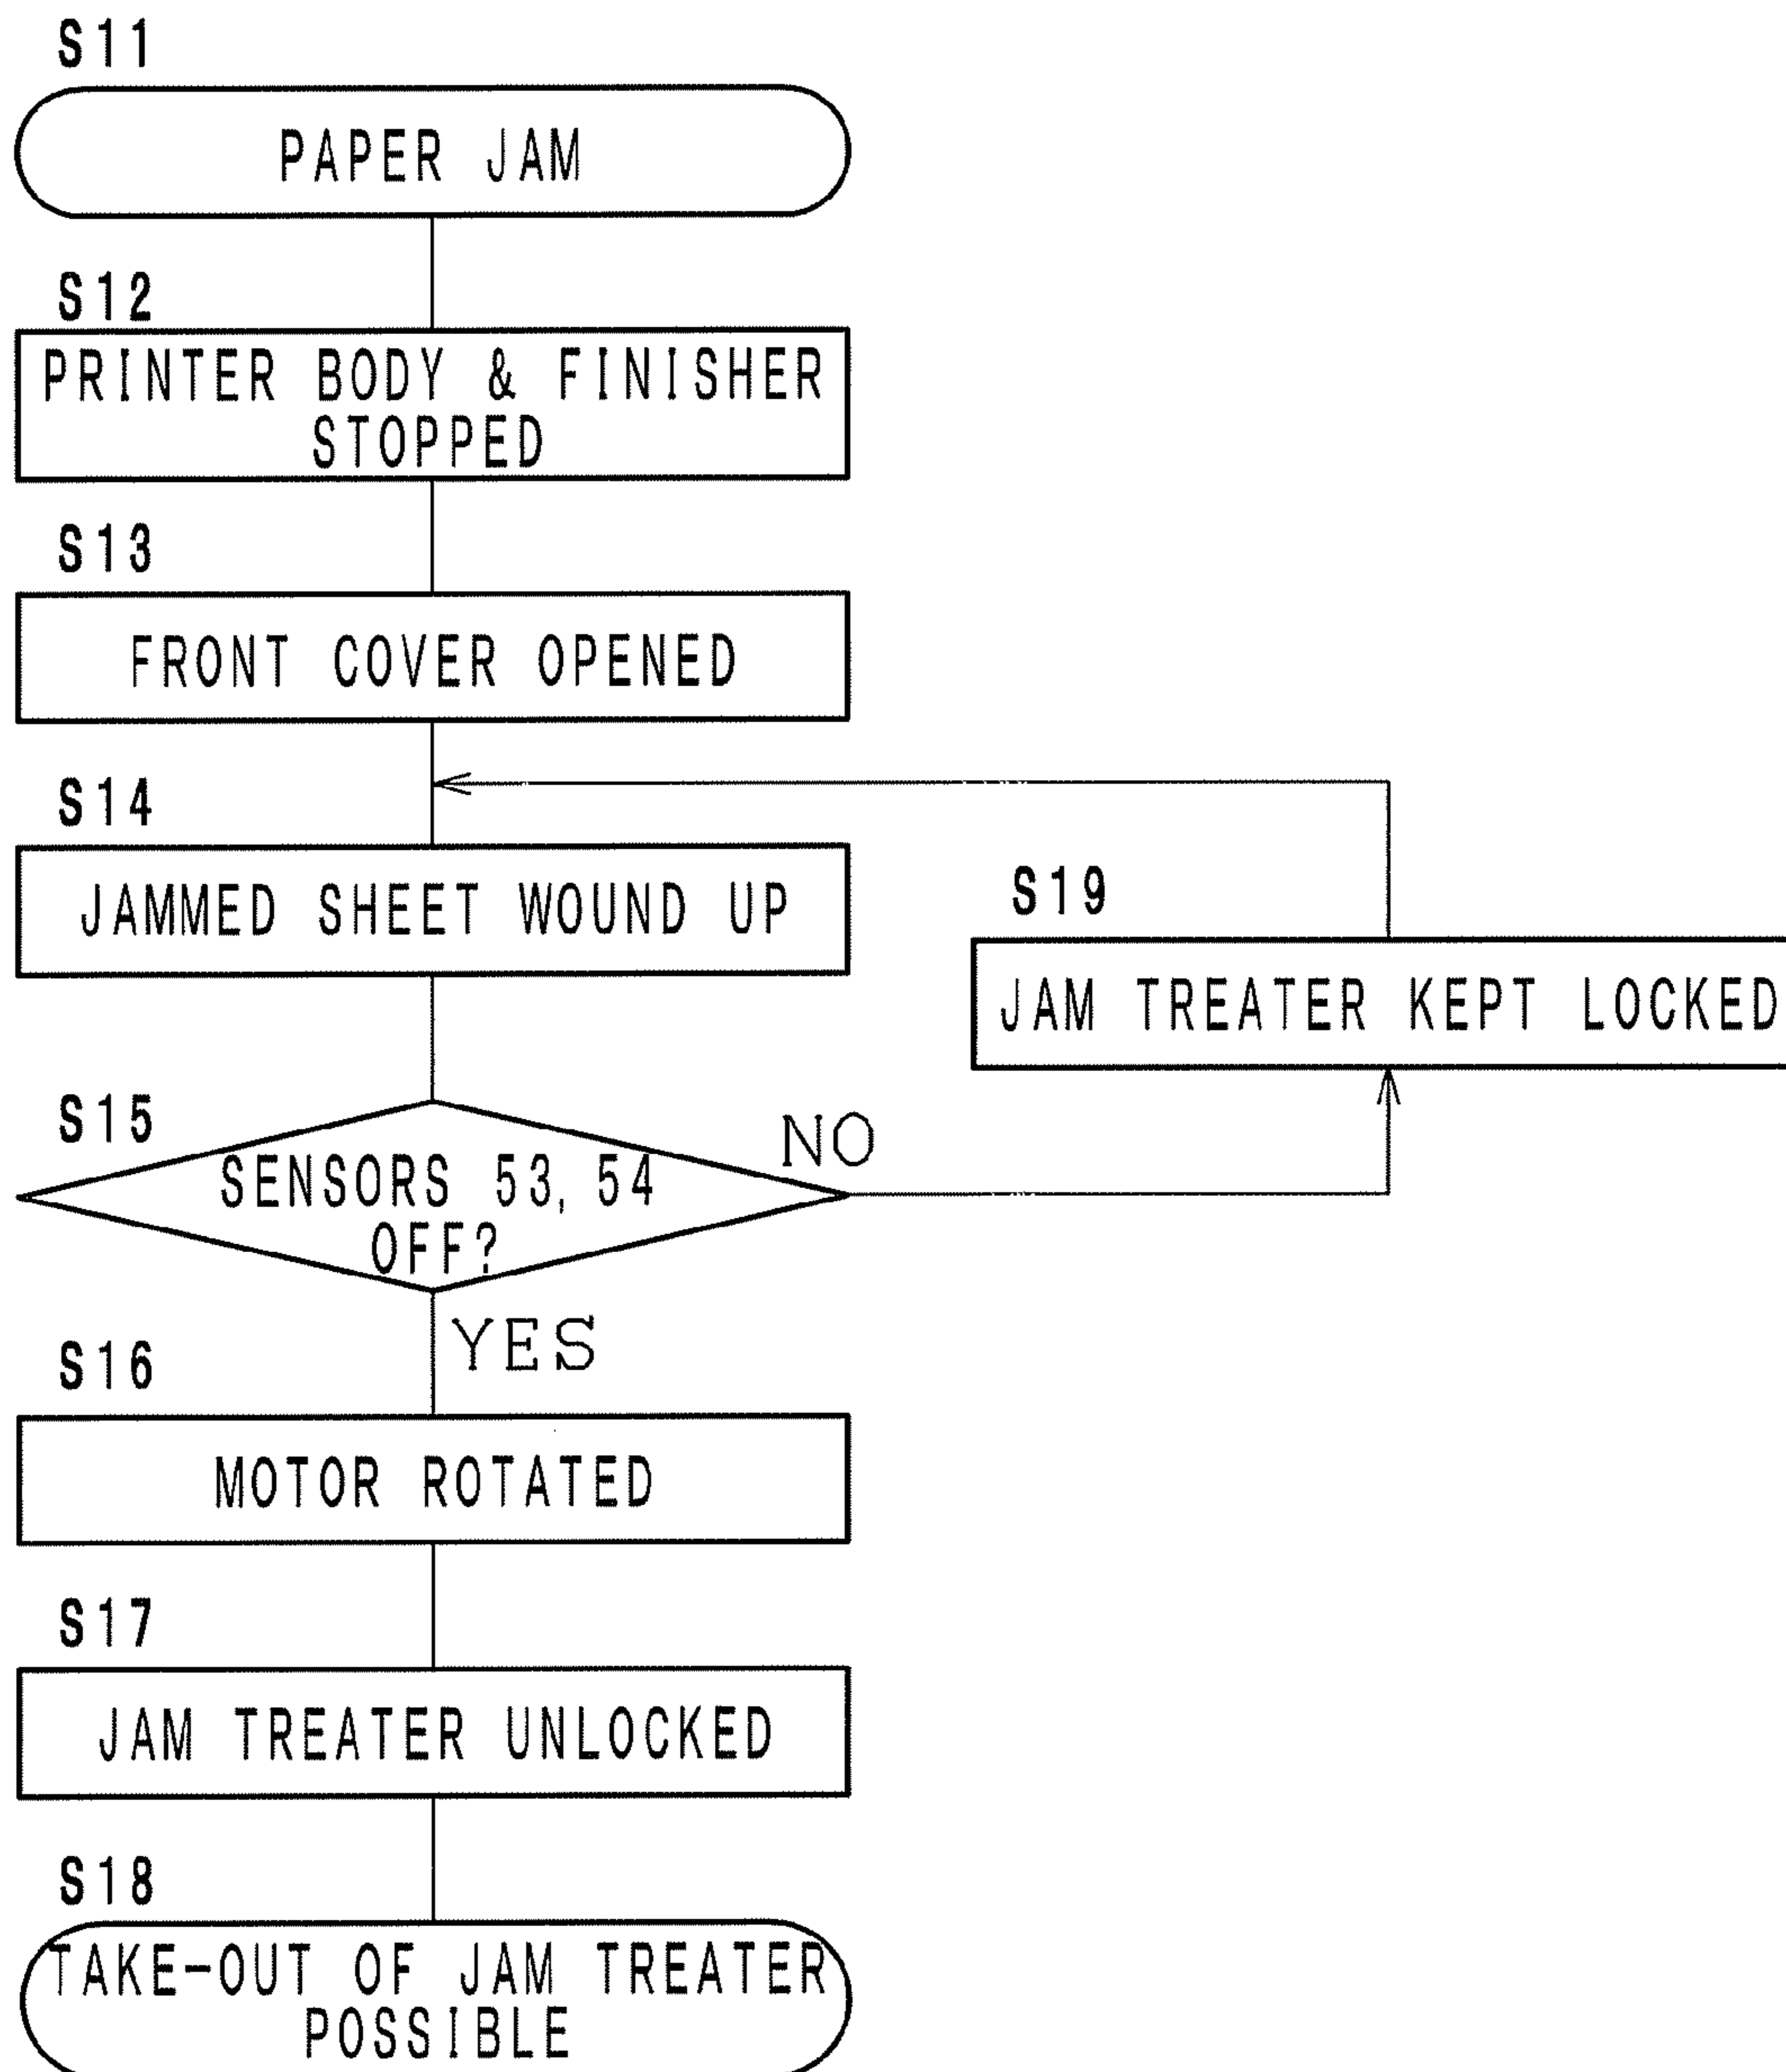 S11
PAPER JAM
S12
PRINTER BODY & FINISHER
STOPPED
S13
FRONT COVER OPENED
S14
JAMMED SHEET WOUND UP
S19
JAM TREATER KEPT LOCKED
S15
SENSORS 53, 54
OFF?
NO
YES
S16
MOTOR ROTATED
S17
JAM TREATER UNLOCKED
S18
TAKE-OUT OF JAM TREATER
POSSIBLE